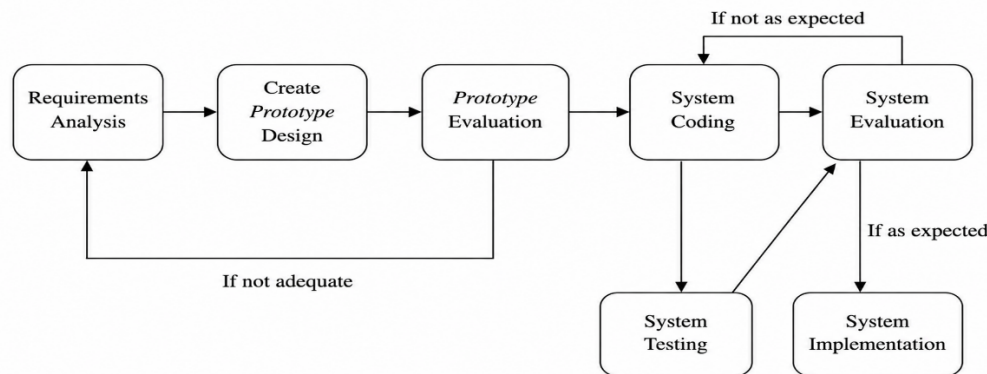 If not as expected
Requirements
Analysis
Create
Prototype
Design
Prototype
Evaluation
System
Coding
System
Evaluation
If as expected
If not adequate
System
Testing
System
Implementation